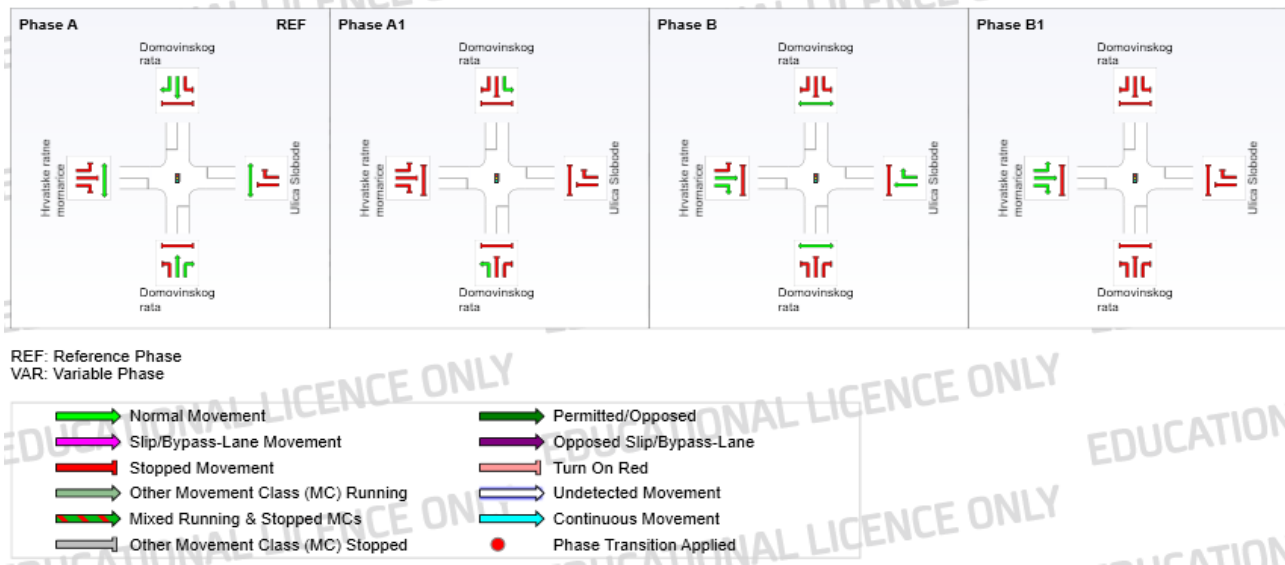 Phase A REF
Domovinskog
rata
Hrvatske ratne
mornarice
Ulica Slobode
Domovinskog
rata
Phase A1
Domovinskog
rata
Hrvatske ratne
mornarice
Ulica Slobode
Domovinskog
rata
Phase B
Domovinskog
rata
Hrvatske ratne
mornarice
Ulica Slobode
Domovinskog
rata
Phase B1
Domovinskog
rata
Hrvatske ratne
mornarice
Ulica Slobode
Domovinskog
rata
REF: Reference Phase
VAR: Variable Phase
Normal Movement
Slip/Bypass-Lane Movement
Stopped Movement
Other Movement Class (MC) Running
Mixed Running & Stopped MCs
Other Movement Class (MC) Stopped
Permitted/Opposed
Opposed Slip/Bypass-Lane
Turn On Red
Undetected Movement
Continuous Movement
Phase Transition Applied
EDUCATIONAL LICENCE ONLY
EDUCATIONAL LICENCE ONLY